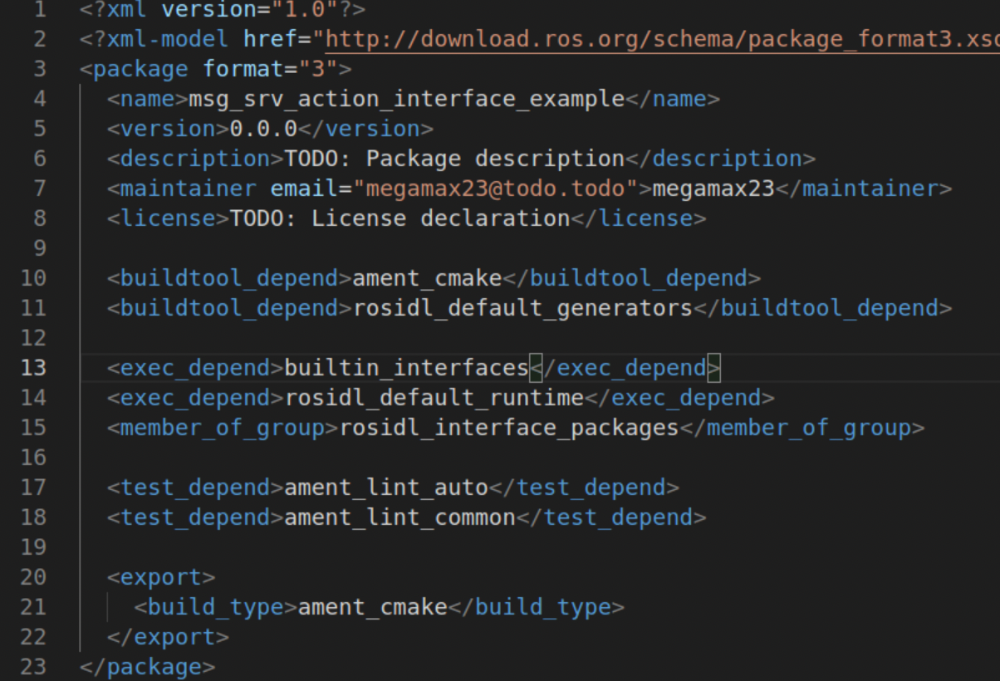 1 <?xml version="1.0"?>
2 <?xml-model href="http://download.ros.org/schema/package_format3.xsd
3 <package format="3">
4 <name>msg_srv_action_interface_example</name>
5 <version>0.0.0</version>
6 <description>TODO: Package description</description>
7 <maintainer email="megamax23@todo.todo">megamax23</maintainer>
8 <license>TODO: License declaration</license>
9
10 <buildtool_depend>ament_cmake</buildtool_depend>
11 <buildtool_depend>rosidl_default_generators</buildtool_depend>
12
13 <exec_depend>builtin_interfaces</exec_depend>
14 <exec_depend>rosidl_default_runtime</exec_depend>
15 <member_of_group>rosidl_interface_packages</member_of_group>
16
17 <test_depend>ament_lint_auto</test_depend>
18 <test_depend>ament_lint_common</test_depend>
19
20 <export>
21 <build_type>ament_cmake</build_type>
22 </export>
23 </package>